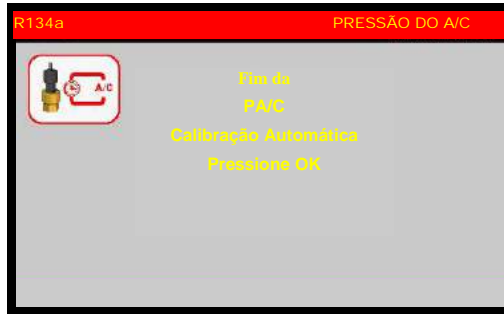 R134a PRESSÃO DO A/C
A/C
Fim da
PA/C
Calibração Automática
Pressione OK